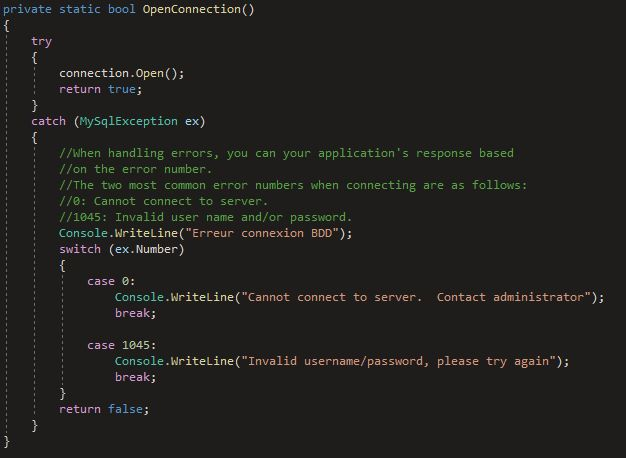 private static bool OpenConnection()
{
    try
    {
        connection.Open();
        return true;
    }
    catch (MySqlException ex)
    {
        //When handling errors, you can your application's response based
        //on the error number.
        //The two most common error numbers when connecting are as follows:
        //0: Cannot connect to server.
        //1045: Invalid user name and/or password.
        Console.WriteLine("Erreur connexion BDD");
        switch (ex.Number)
        {
            case 0:
                Console.WriteLine("Cannot connect to server.  Contact administrator");
                break;

            case 1045:
                Console.WriteLine("Invalid username/password, please try again");
                break;
        }
        return false;
    }
}